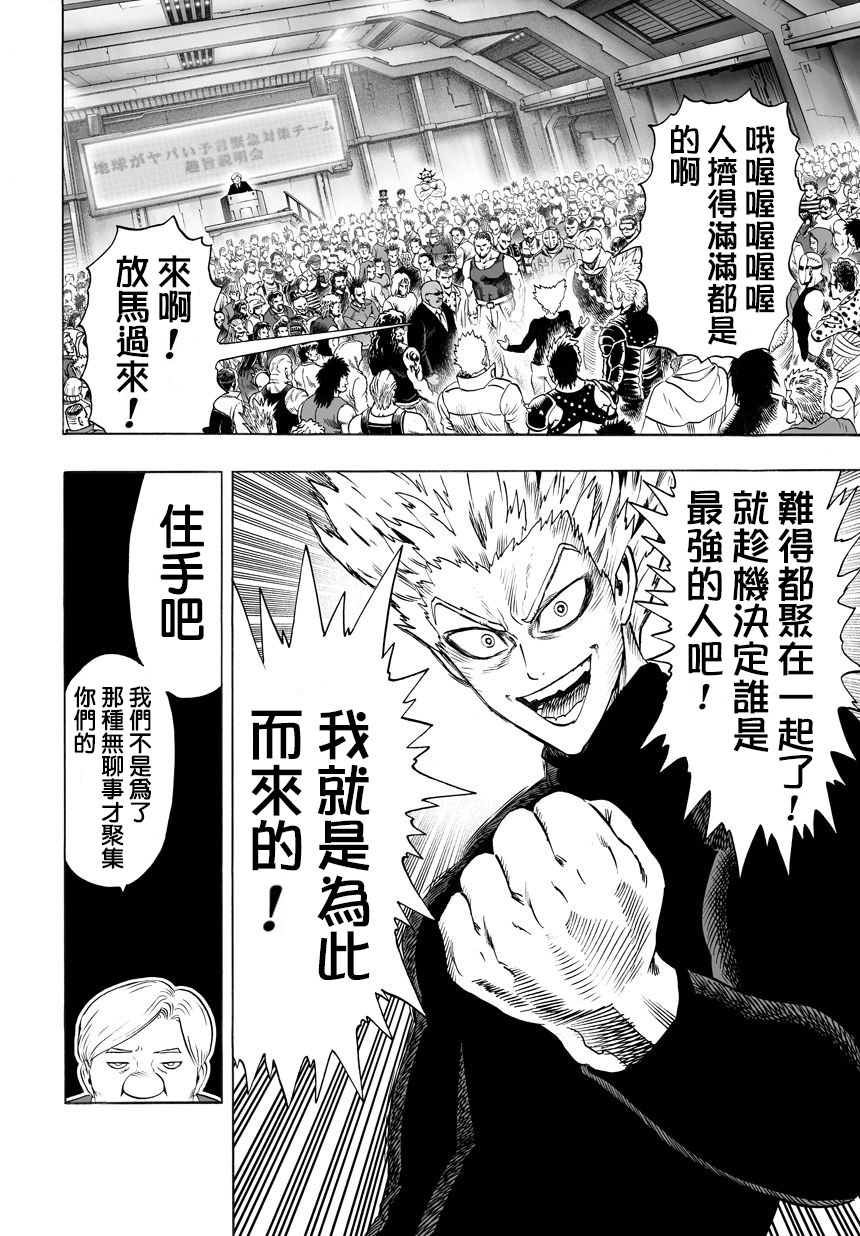 哦喔喔喔喔喔
人擠得滿滿都是
的啊
地球がヤバい予言緊急対策チーム
趣旨説明会
來啊！
放馬過來！
難得都聚在一起了！
就趁機決定誰是
最強的人吧！
我就是為此
而來的！
住手吧
我們不是為了
那種無聊事才聚集
你們的